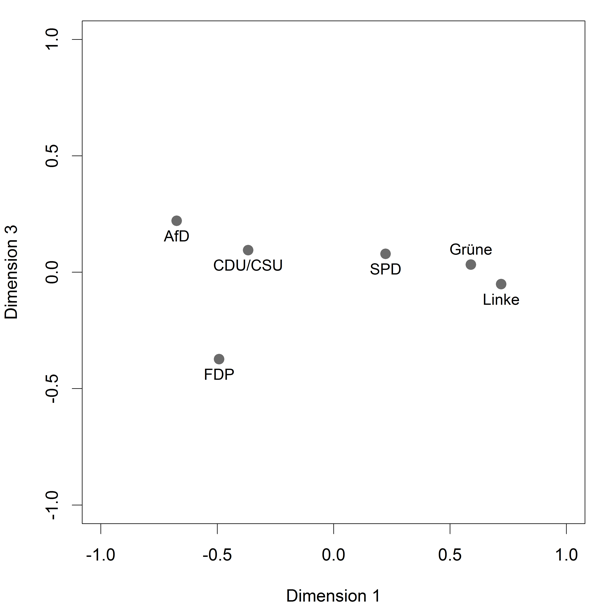 1.0
0.5
0.0
-0.5
-1.0
Dimension 3
AfD
CDU/CSU
SPD
Grüne
Linke
FDP
-1.0 -0.5 0.0 0.5 1.0
Dimension 1